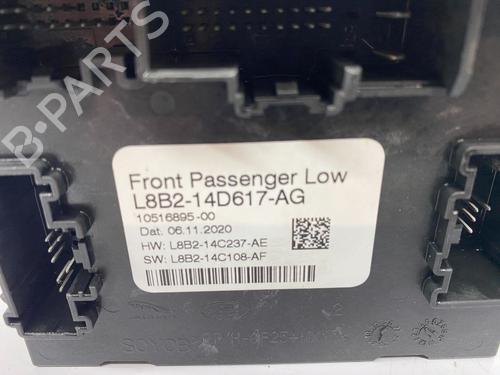 B-PARTS
Front Passenger Low
L8B2-14D617-AG
10516895-00
Dat. 06.11.2020
HW: L8B2-14C237-AE
SW: L8B2-14C108-AF